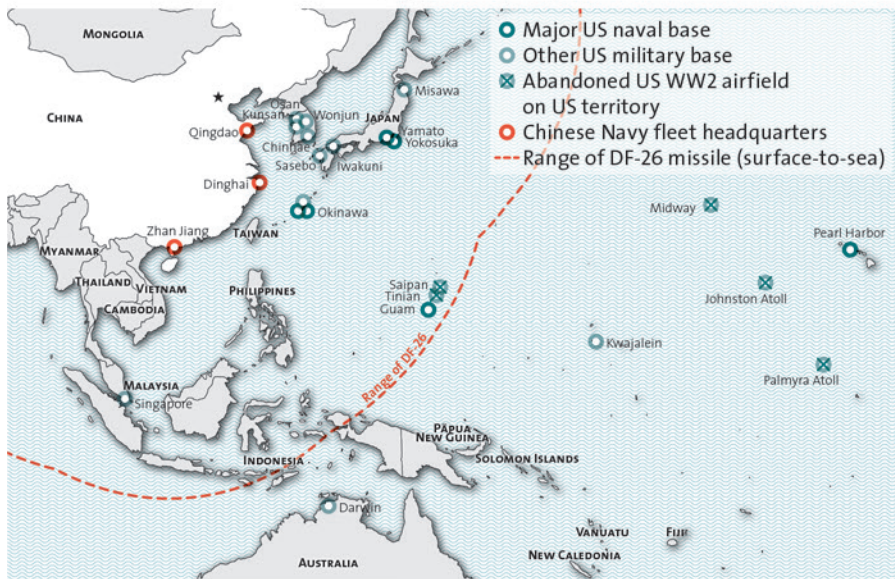 Major US naval base
Other US military base
Abandoned US WW2 airfield
on US territory
Chinese Navy fleet headquarters
Range of DF-26 missile (surface-to-sea)
MONGOLIA
CHINA
Osan
Kunsan
Wonjun
Chinhae
Sasebo
Iwakuni
JAPAN
Misawa
Yamato
Yokosuka
Qingdao
Dinghai
Zhan Jiang
Okinawa
TAIWAN
MYANMAR
THAILAND
VIETNAM
CAMBODIA
PHILIPPINES
Saipan
Tinian
Guam
Range of DF-26
Midway
Pearl Harbor
Johnston Atoll
Kwajalein
Palmyra Atoll
MALAYSIA
Singapore
INDONESIA
PAPUA
NEW GUINEA
SOLOMON ISLANDS
Darwin
AUSTRALIA
VANUATU
FIJI
NEW CALEDONIA